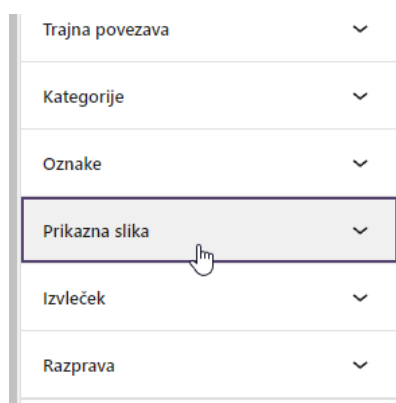 Trajna povezava
Kategorije
Oznake
Prikazna slika
Izvleček
Razprava